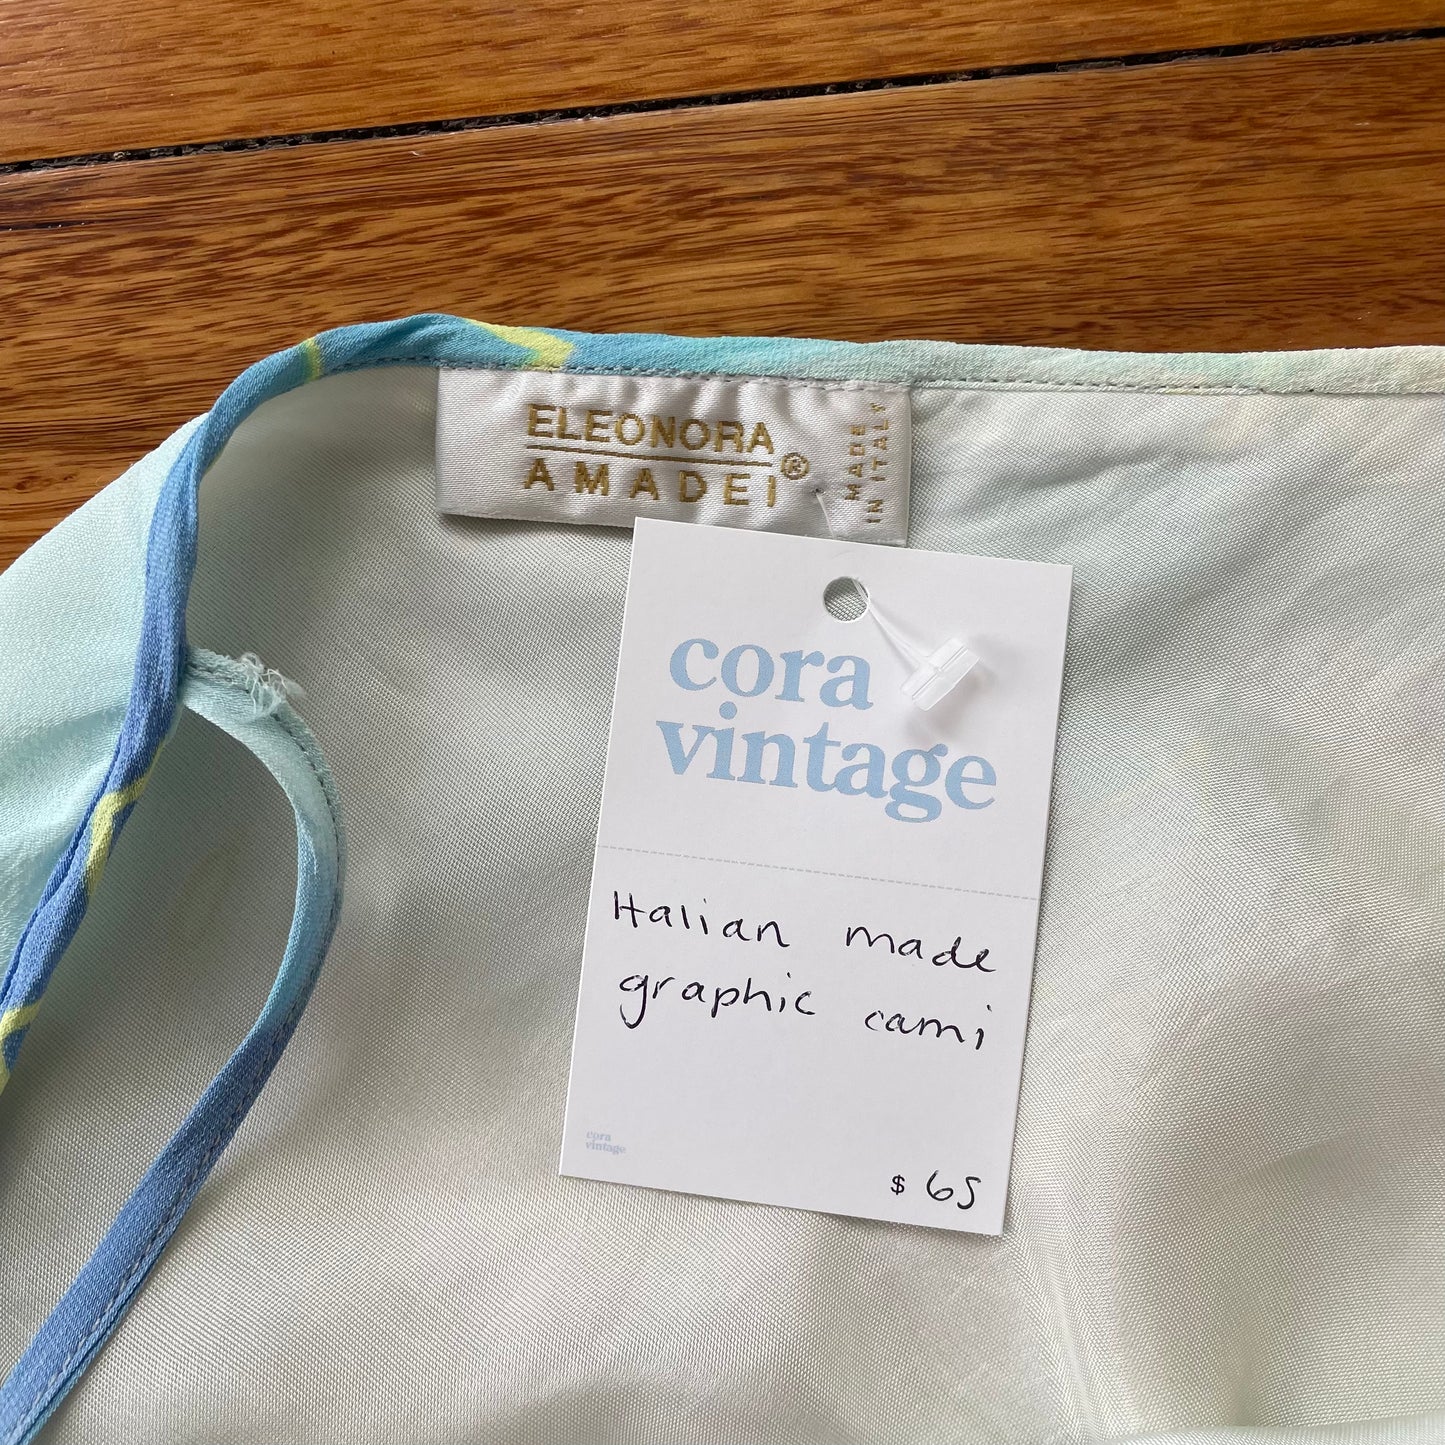 ELEONORA
AMADEI®
MADE
IN ITALY
cora
vintage
Italian made
graphic cami
cora
vintage
$ 65